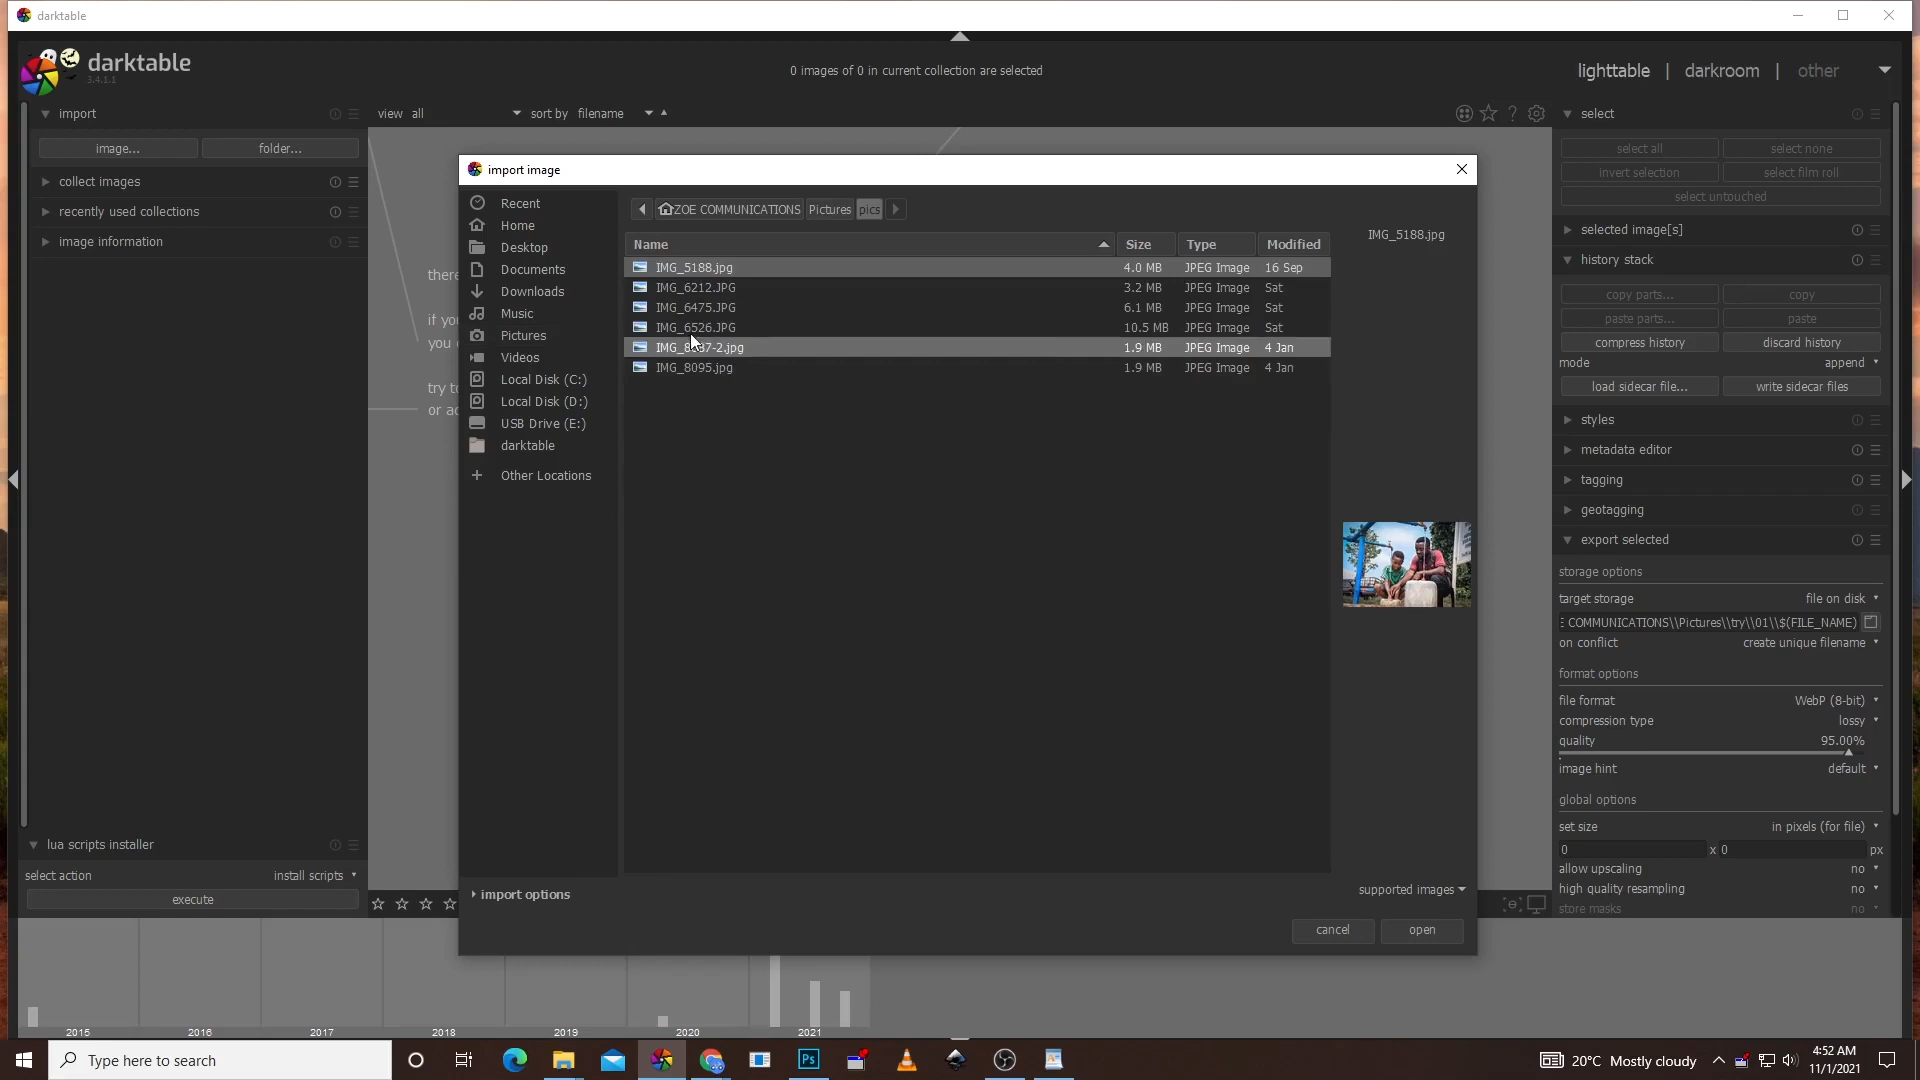 darktable
darktable
3.4.1.1
0 images of 0 in current collection are selected
lighttable | darkroom | other
import
view all
sort by filename
?
select
image...
folder...
collect images
recently used collections
image information
there
if you
you
try to
or
import image
Recent
Home
Desktop
Documents
Downloads
Music
Pictures
Videos
Local Disk (C:)
Local Disk (D:)
USB Drive (E:)
darktable
Other Locations
ZOE COMMUNICATIONS Pictures pics
Name Size Type Modified
IMG_5188.jpg 4.0 MB JPEG Image 16 Sep
IMG_6212.JPG 3.2 MB JPEG Image Sat
IMG_6475.JPG 6.1 MB JPEG Image Sat
IMG_6526.JPG 10.5 MB JPEG Image Sat
1.9 MB JPEG Image 4 Jan
IMG_8095.jpg 1.9 MB JPEG Image 4 Jan
IMG_5188.jpg
import options
supported images
cancel
open
select all
select none
invert selection
select film roll
select untouched
selected image[s]
history stack
copy parts...
copy
paste parts...
paste
compress history
discard history
mode append
load sidecar file...
write sidecar files
styles
metadata editor
tagging
geotagging
export selected
storage options
target storage file on disk
COMMUNICATIONS\\Pictures\\try\\01\\$(FILE_NAME)
on conflict create unique filename
format options
file format WebP (8-bit)
compression type lossy
quality 95.00%
image hint default
global options
set size in pixels (for file)
0 x 0 px
allow upscaling no
high quality resampling no
store masks no
lua scripts installer
select action install scripts
execute
2015 2016 2017 2018 2019 2020 2021
Type here to search
Ps
20°C Mostly cloudy
4:52 AM
11/1/2021